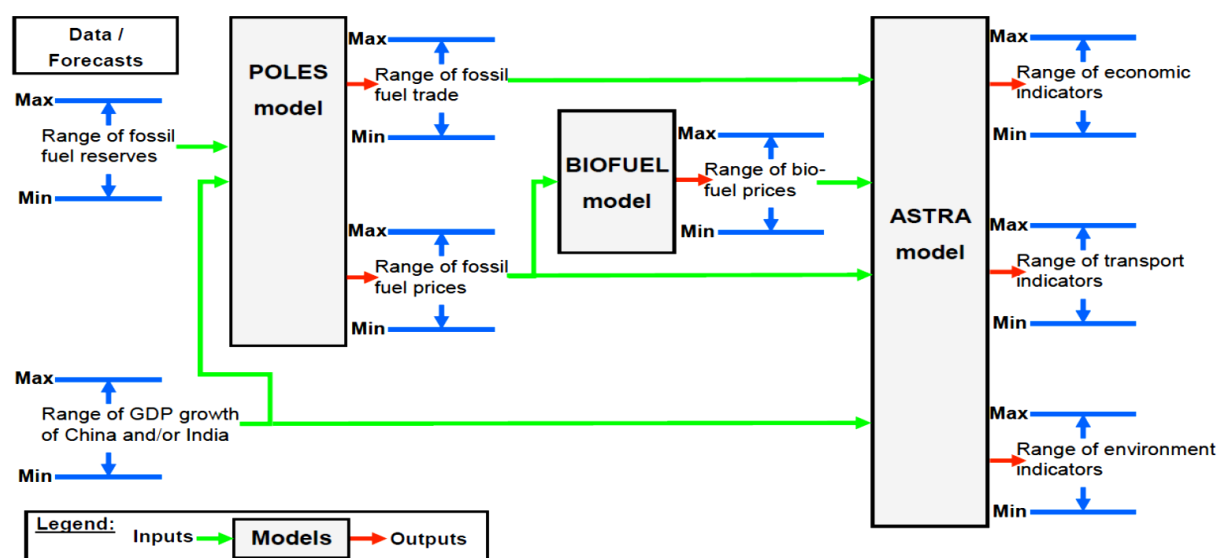 Data /
Forecasts
Max
Range of fossil
fuel reserves
Min
Max
Range of GDP growth
of China and/or India
Min
POLES
model
Max
Range of fossil
fuel trade
Min
Max
Range of fossil
fuel prices
Min
BIOFUEL
model
Max
Range of bio-
fuel prices
Min
ASTRA
model
Max
Range of economic
indicators
Min
Max
Range of transport
indicators
Min
Max
Range of environment
indicators
Min
Legend:
Inputs
Models
Outputs